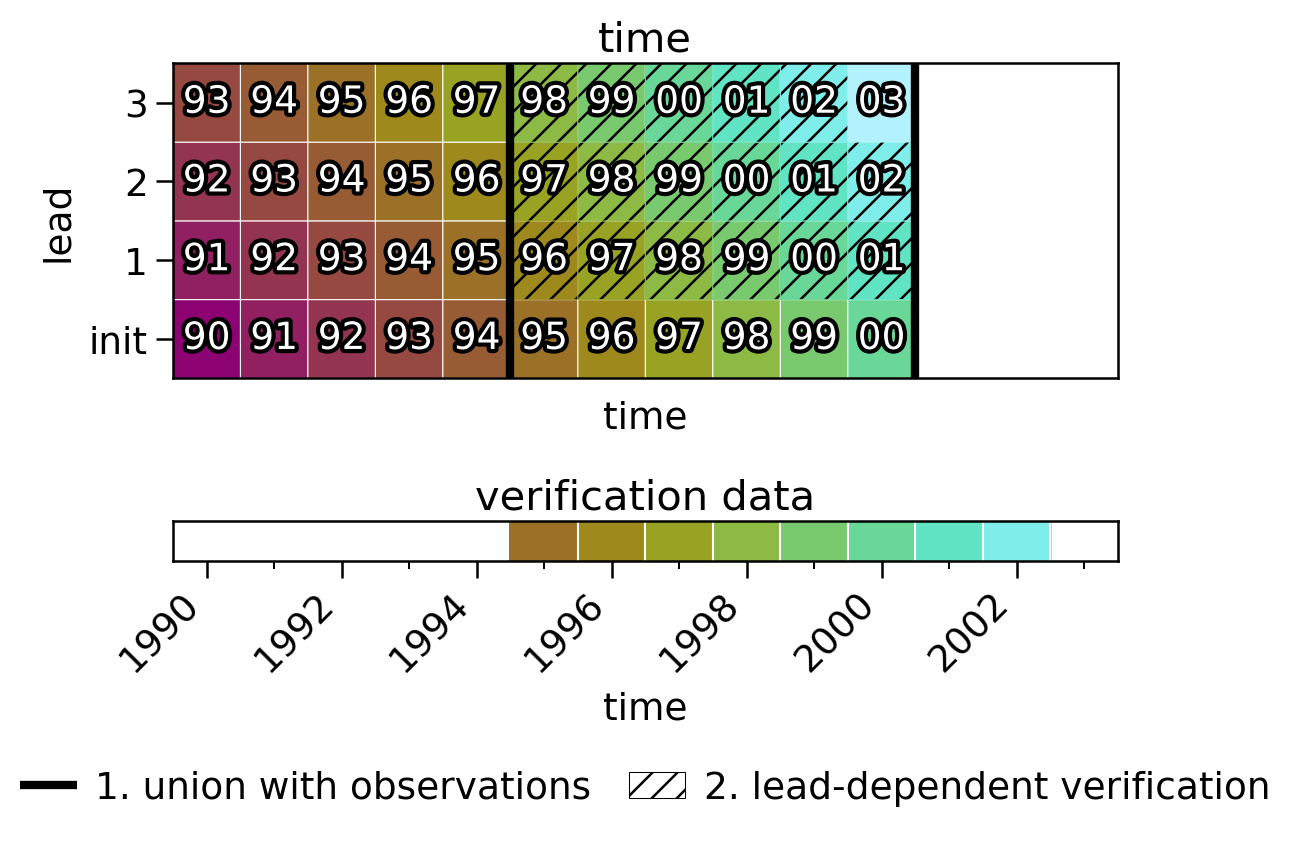 time
3 93 94 95 96 97 98 99 00 01 02 03
2 92 93 94 95 96 97 98 99 00 01 02
lead
1 91 92 93 94 95 96 97 98 99 00 01
init 90 91 92 93 94 95 96 97 98 99 00
time
verification data
1990 1992 1994 1996 1998 2000 2002
time
1. union with observations 2. lead-dependent verification